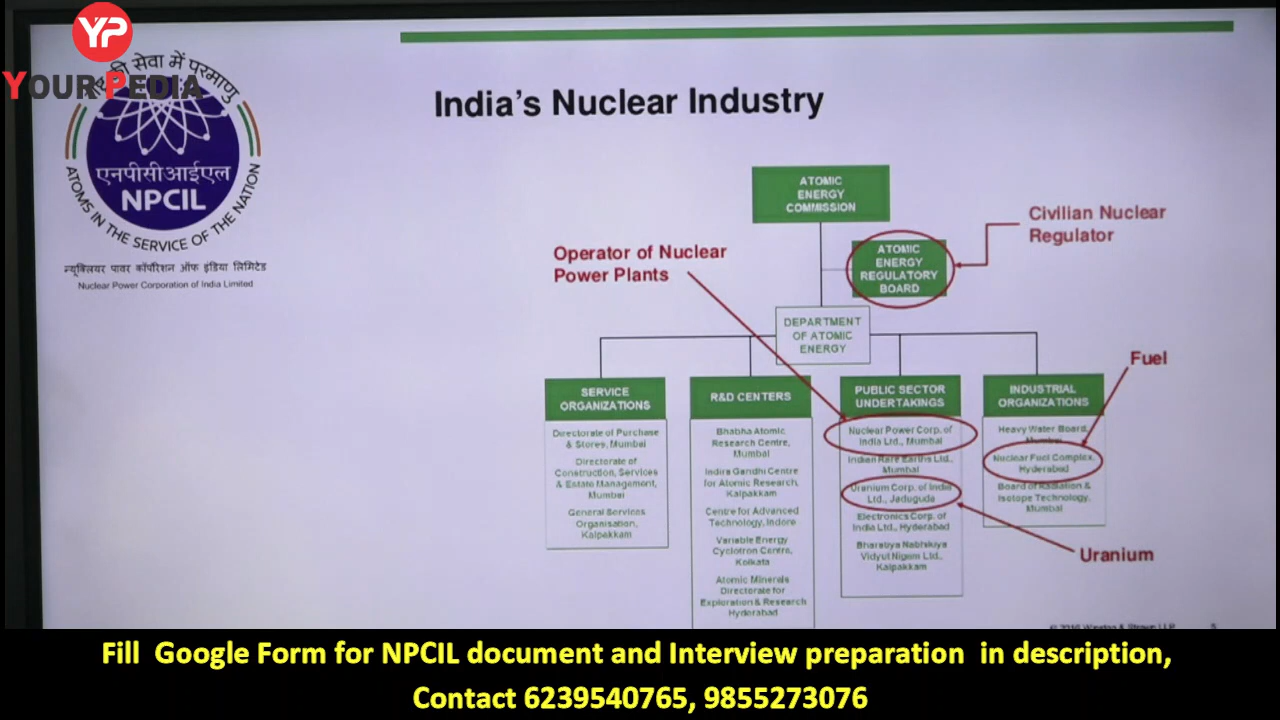 YP
YOUR PEDIA
की सेवा में परमाणु
एनपीसीआईएल
NPCIL
ATOMS IN THE SERVICE OF THE NATION
न्यूक्लियर पावर कॉर्पोरेशन ऑफ इंडिया लिमिटेड
Nuclear Power Corporation of India Limited
India's Nuclear Industry
ATOMIC
ENERGY
COMMISSION
Civilian Nuclear
Regulator
ATOMIC
ENERGY
REGULATORY
BOARD
Operator of Nuclear
Power Plants
DEPARTMENT
OF ATOMIC
ENERGY
Fuel
SERVICE
ORGANIZATIONS
Directorate of Purchase
& Stores, Mumbai
Directorate of
Construction, Services
& Estate Management,
Mumbai
General Services
Organisation,
Kalpakkam
R&D CENTERS
Bhabha Atomic
Research Centre,
Mumbai
Indira Gandhi Centre
for Atomic Research,
Kalpakkam
Centre for Advanced
Technology, Indore
Variable Energy
Cyclotron Centre,
Kolkata
Atomic Minerals
Directorate for
Exploration & Research
Hyderabad
PUBLIC SECTOR
UNDERTAKINGS
Nuclear Power Corp. of
India Ltd., Mumbai
Indian Rare Earths Ltd.,
Mumbai
Uranium Corp. of India
Ltd., Jaduguda
Electronics Corp. of
India Ltd., Hyderabad
Bharatiya Nabhikiya
Vidyut Nigam Ltd.,
Kalpakkam
INDUSTRIAL
ORGANIZATIONS
Heavy Water Board,
Mumbai
Nuclear Fuel Complex,
Hyderabad
Board of Radiation &
Isotope Technology,
Mumbai
Uranium
© 2016 Winston & Strawn LLP
5
Fill Google Form for NPCIL document and Interview preparation in description,
Contact 6239540765, 9855273076